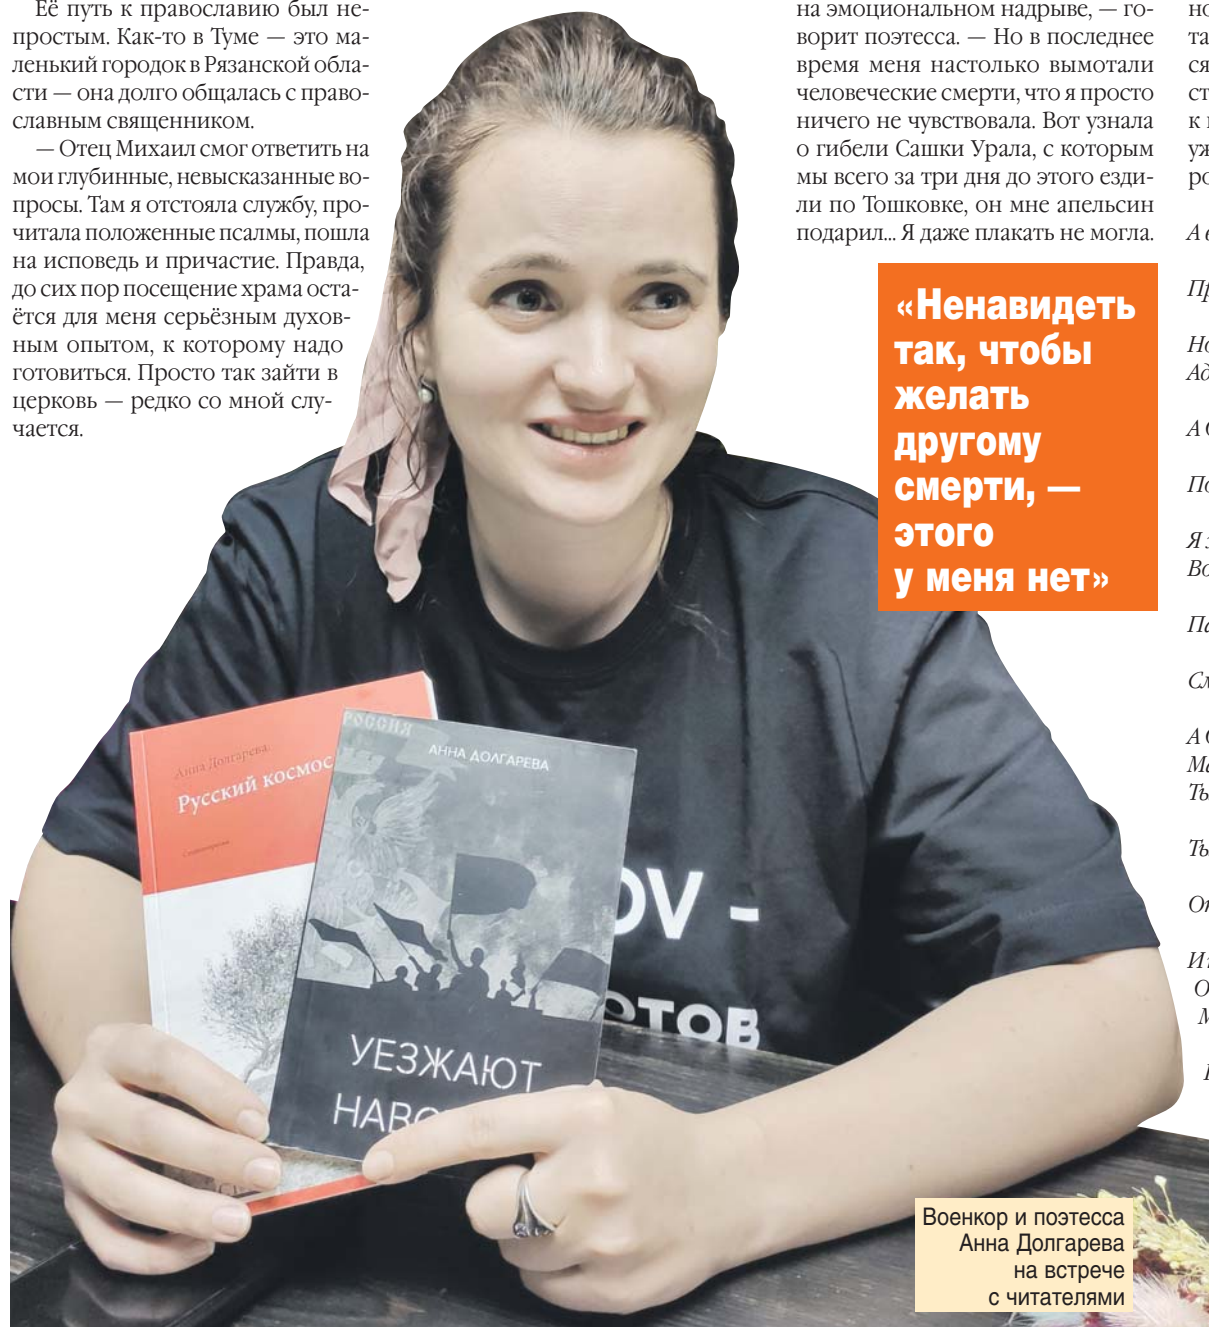 Её путь к православию был не-
простым. Как-то в Туме — это ма-
ленький городок в Рязанской обла-
сти — она долго общалась с право-
славным священником.
— Отец Михаил смог ответить на
мои глубинные, невысказанные во-
просы. Там я отстояла службу, про-
читала положенные псалмы, пошла
на исповедь и причастие. Правда,
до сих пор посещение храма оста-
ётся для меня серьёзным духов-
ным опытом, к которому надо
готовиться. Просто так зайти в
церковь — редко со мной слу-
чается.
на эмоциональном надрыве, — го-
ворит поэтесса. — Но в последнее
время меня настолько вымотали
человеческие смерти, что я просто
ничего не чувствовала. Вот узнала
о гибели Сашки Урала, с которым
мы всего за три дня до этого езди-
ли по Тошковке, он мне апельсин
подарил... Я даже плакать не могла.
«Ненавидеть
так, чтобы
желать
другому
смерти, —
этого
у меня нет»
Анна Долгарева
Русский космос
РОССИЯ
АННА ДОЛГАРЕВА
УЕЗЖАЮТ
Военкор и поэтесса
Анна Долгарева
на встрече
с читателями